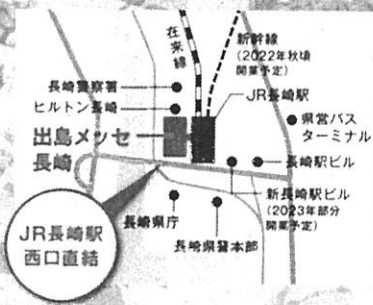 在来線
新幹線
(2022年秋頃
開業予定)
長崎警察署
ヒルトン長崎
JR長崎駅
県営バス
ターミナル
出島メッセ
長崎
長崎駅ビル
新長崎駅ビル
(2023年部分
開業予定)
長崎県庁
長崎県警本部
JR長崎駅
西口直結